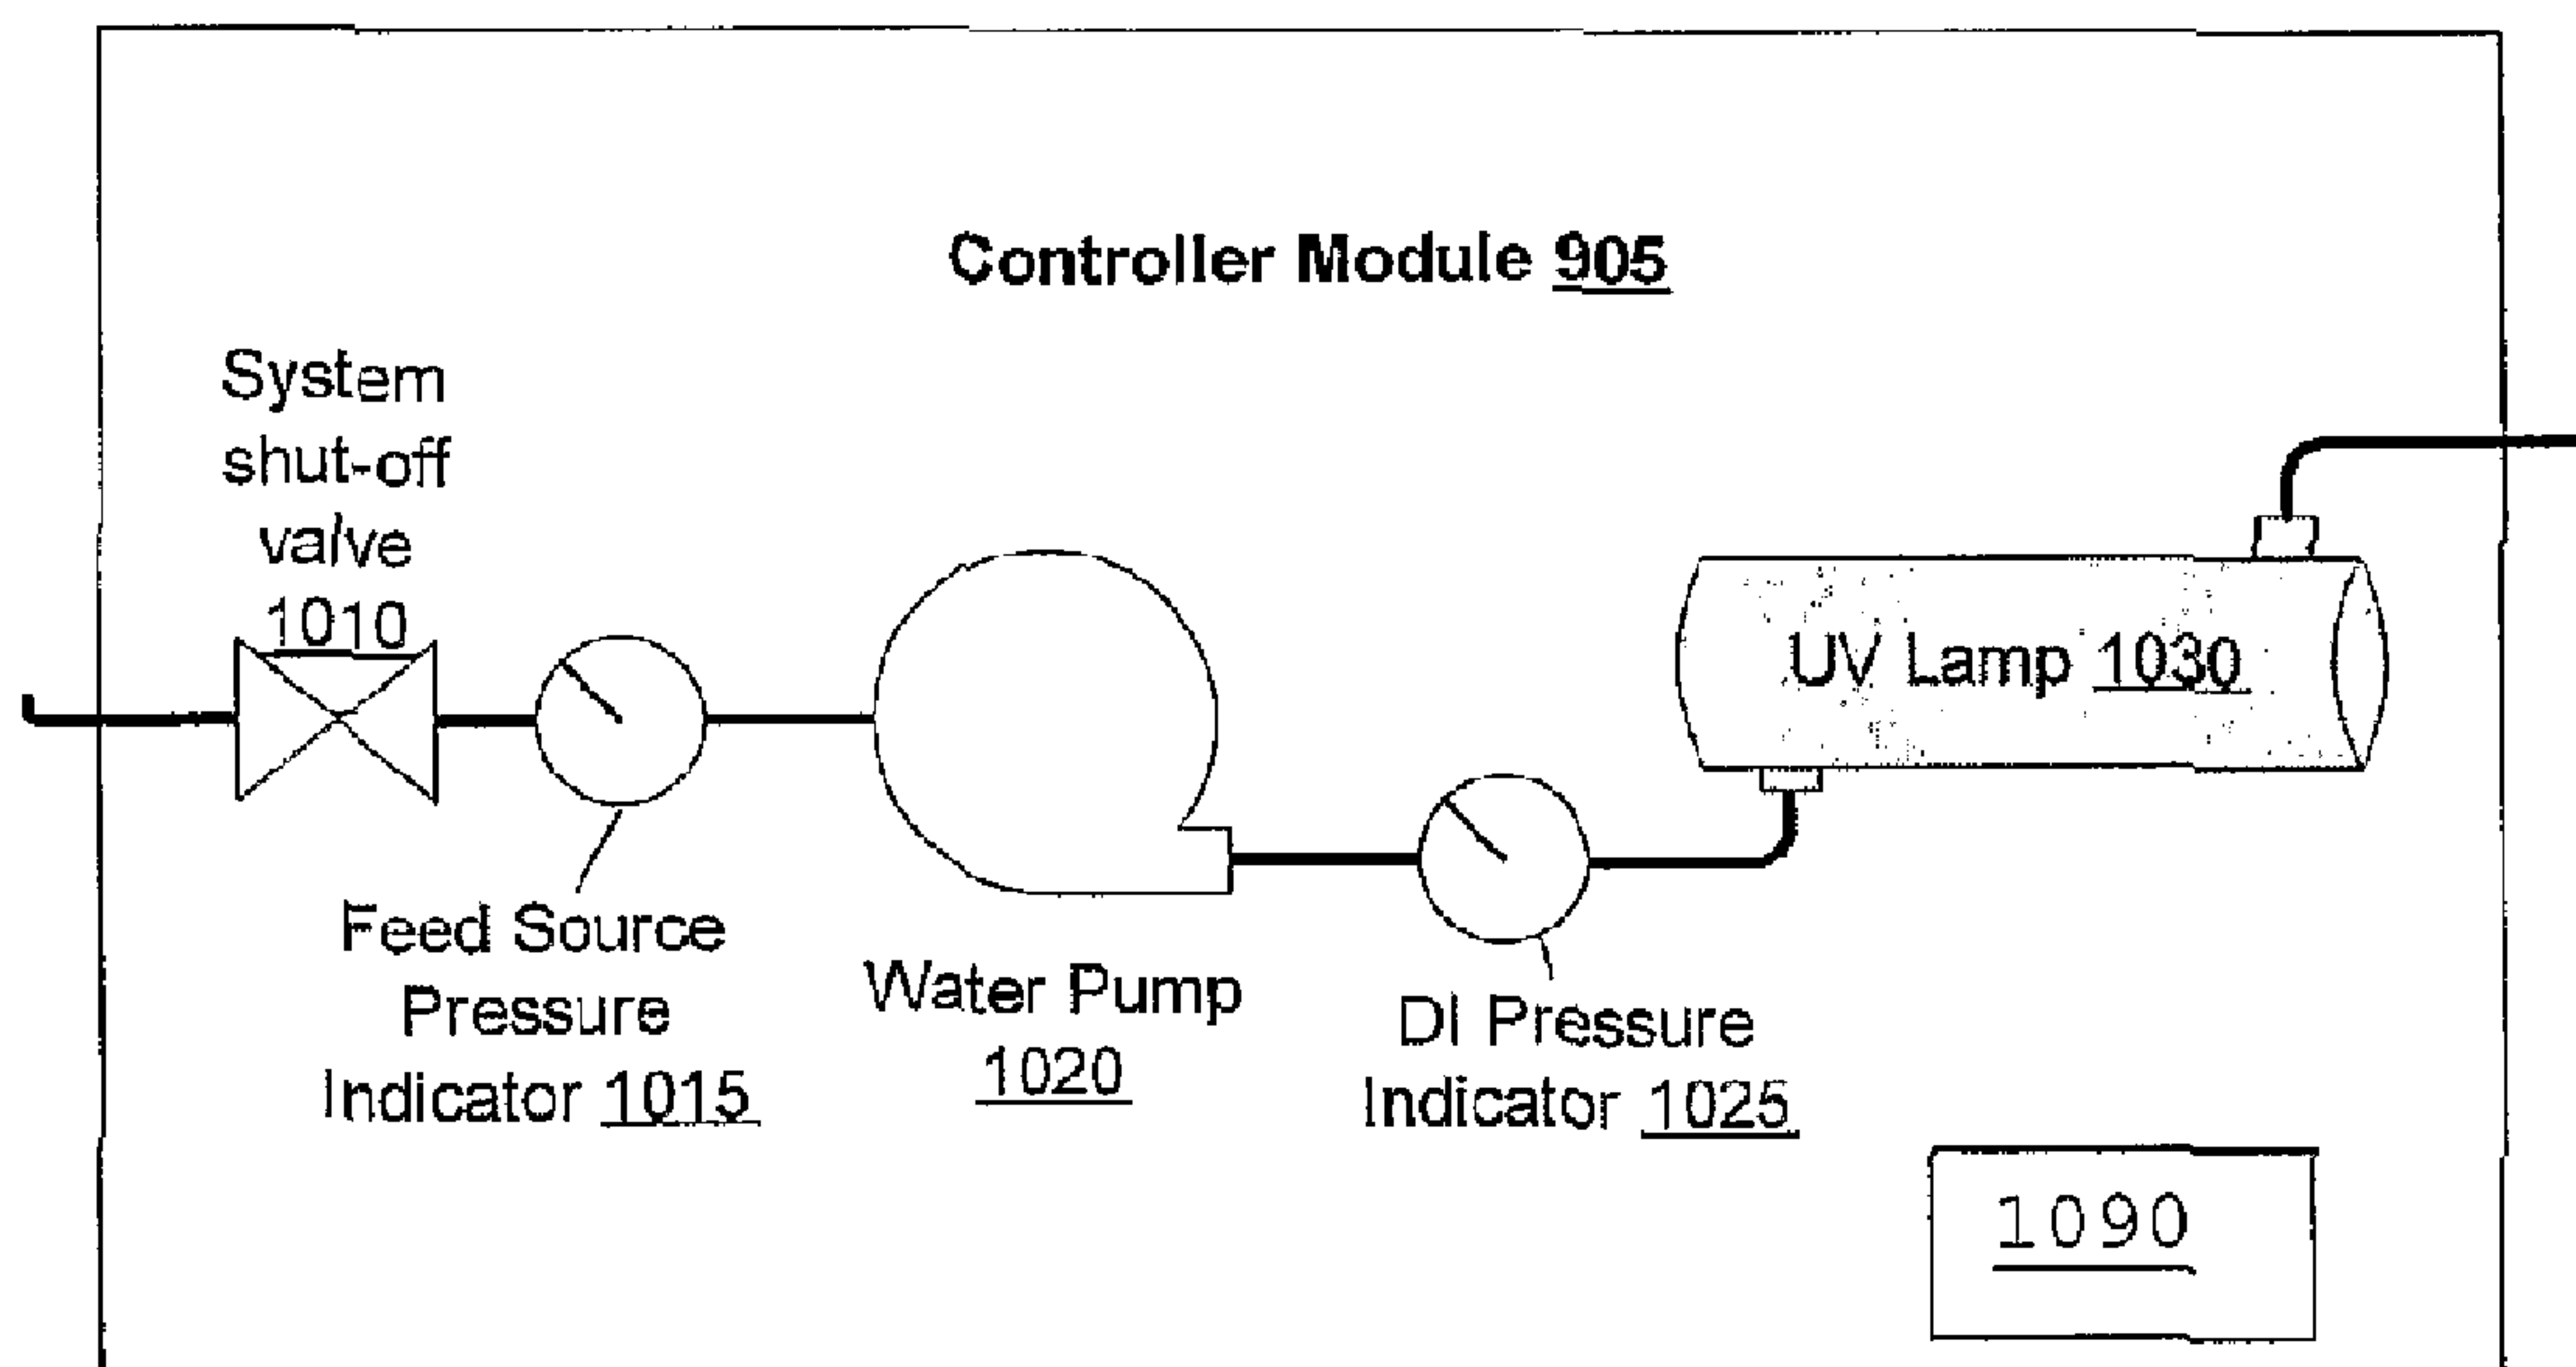 Controller Module 905
System
shut-off
valve
1010
UV Lamp 1030
Feed Source
Pressure
Indicator 1015
Water Pump
1020
DI Pressure
Indicator 1025
1090